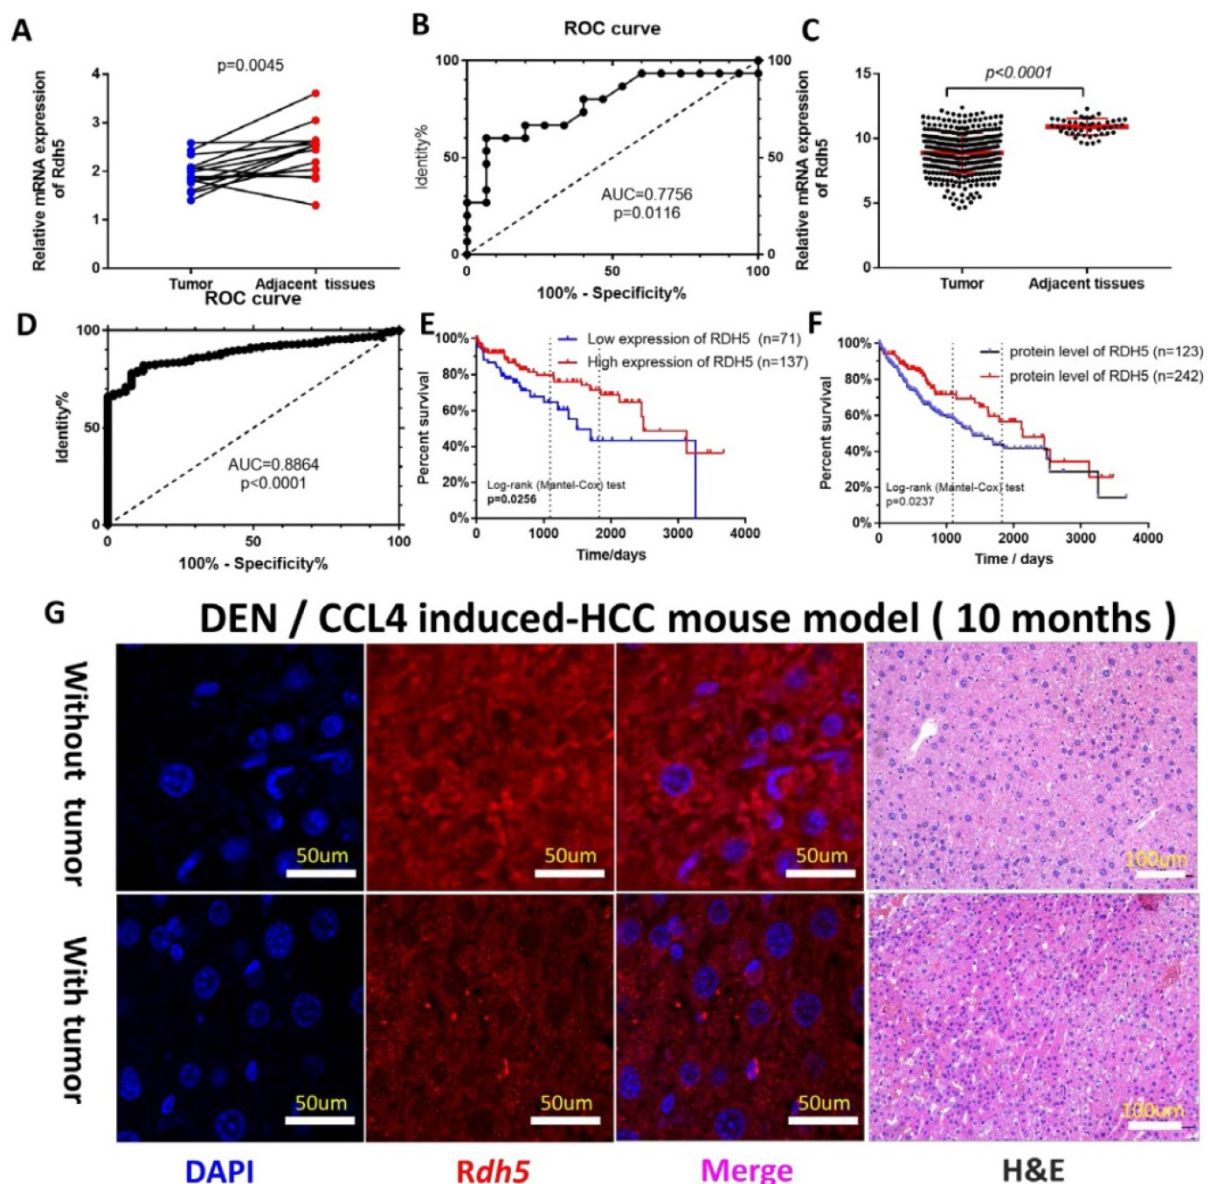 A
p=0.0045
Relative mRNA expression
of Rdh5
4
3
2
1
0
Tumor
Adjacent tissues
B
ROC curve
100
50
0
Identity%
100
50
0
AUC=0.7756
p=0.0116
0
50
100
100% - Specificity%
C
p<0.0001
Relative mRNA expression
of Rdh5
15
10
5
0
Tumor
Adjacent tissues
D
ROC curve
100
50
0
Identity%
AUC=0.8864
p<0.0001
0
50
100
100% - Specificity%
E
Low expression of RDH5 (n=71)
High expression of RDH5 (n=137)
100%
80%
60%
40%
20%
0%
Percent survival
Log-rank (Mantel-Cox) test
p=0.0256
0
1000
2000
3000
4000
Time/days
F
protein level of RDH5 (n=123)
protein level of RDH5 (n=242)
100%
80%
60%
40%
20%
0%
Percent survival
Log-rank (Mantel-Cox) test
p=0.0237
0
1000
2000
3000
4000
Time / days
G
DEN / CCL4 induced-HCC mouse model ( 10 months )
Without tumor
50um
50um
50um
100um
With tumor
50um
50um
50um
100um
DAPI
Rdh5
Merge
H&E